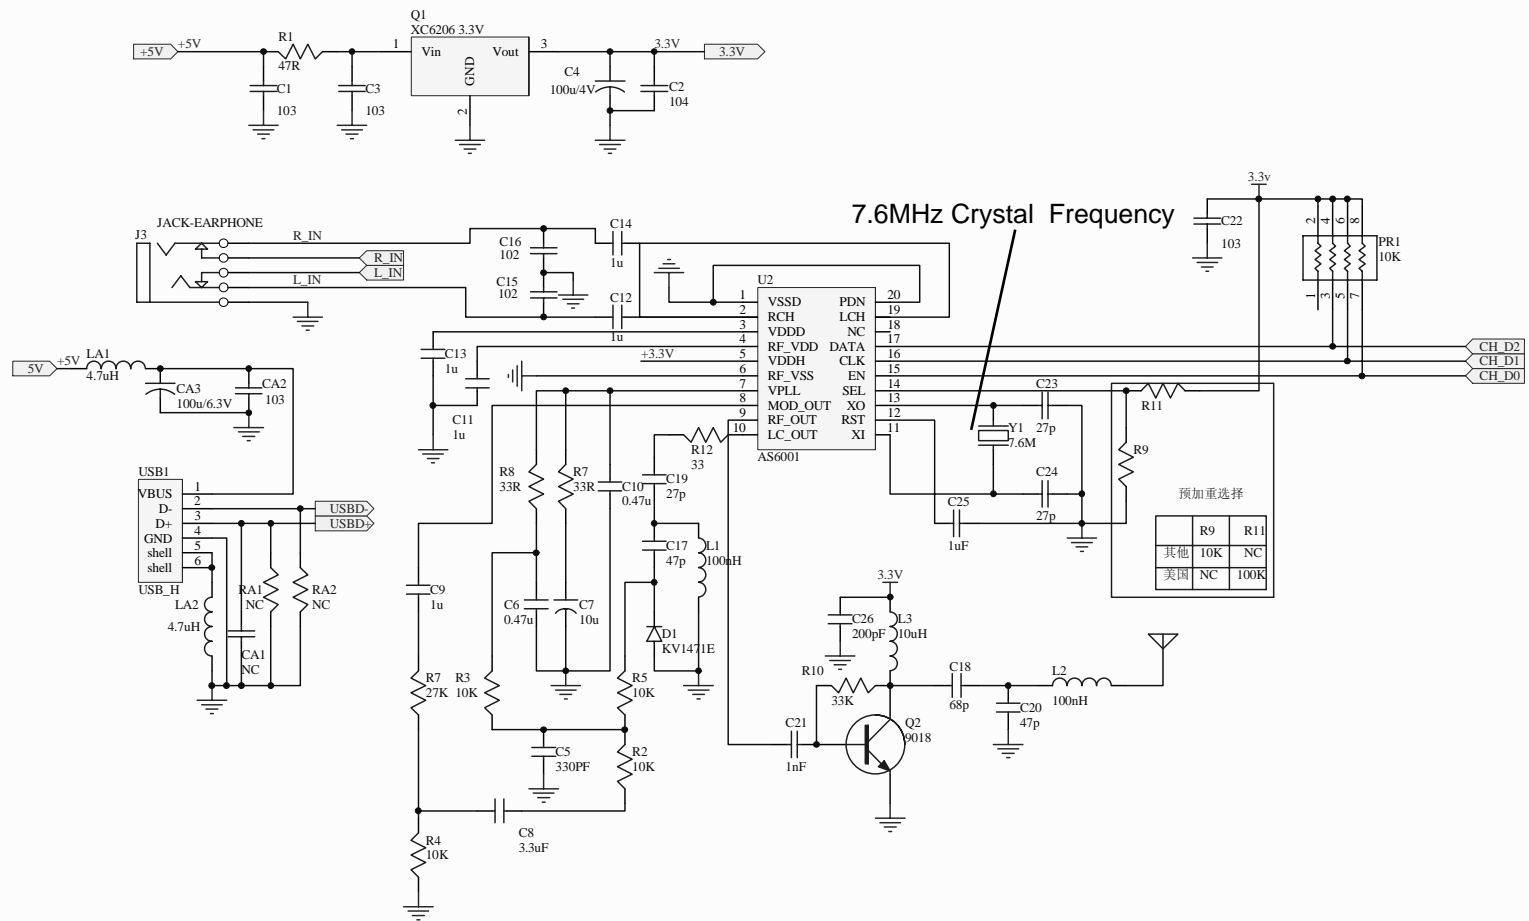 Q1
XC6206 3.3V
+5V
+5V
R1
47R
1
Vin
Vout
GND
2
3
3.3V
3.3V
C1
103
C3
103
C4
100u/4V
C2
104
7.6MHz Crystal Frequency
3.3v
C22
103
2
4
6
8
PR1
10K
1
3
5
7
JACK-EARPHONE
J3
R_IN
R_IN
L_IN
L_IN
C16
102
C15
102
C14
1u
C12
1u
U2
1 VSSD PDN 20
2 RCH LCH 19
3 VDDD NC 18
4 RF_VDD DATA 17
5 VDDH CLK 16
6 RF_VSS EN 15
7 VPLL SEL 14
8 MOD_OUT XO 13
9 RF_OUT RST 12
10 LC_OUT XI 11
AS6001
+3.3V
CH_D2
CH_D1
CH_D0
C13
1u
C11
1u
5V
+5V
LA1
4.7uH
CA3
100u/6.3V
CA2
103
C23
27p
Y1
7.6M
C24
27p
C25
1uF
R11
R9
预加重选择
R9 R11
其他 10K NC
美国 NC 100K
R12
33
R8
33R
R7
33R
C10
0.47u
C19
27p
C17
47p
L1
100nH
USB1
VBUS 1
D- 2
D+ 3
GND 4
shell 5
shell 6
USB_H
USBD-
USBD+
LA2
4.7uH
RA1
NC
RA2
NC
CA1
NC
C9
1u
C6
0.47u
C7
10u
D1
KV1471E
3.3V
C26
200pF
L3
10uH
R7
27K
R3
10K
R5
10K
R10
33K
C18
68p
L2
100nH
C20
47p
C21
1nF
Q2
9018
C5
330PF
R2
10K
C8
3.3uF
R4
10K